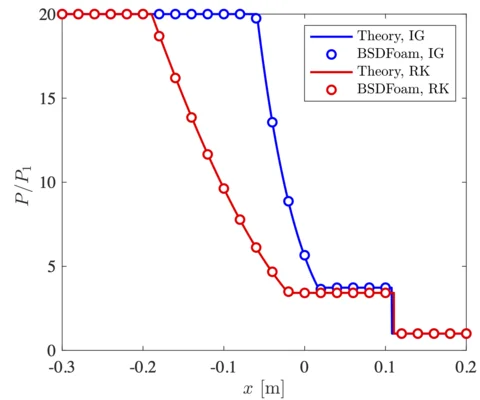 20
15
10
5
0
P/P₁
Theory, IG
BSDFoam, IG
Theory, RK
BSDFoam, RK
-0.3
-0.2
-0.1
0
0.1
0.2
x [m]